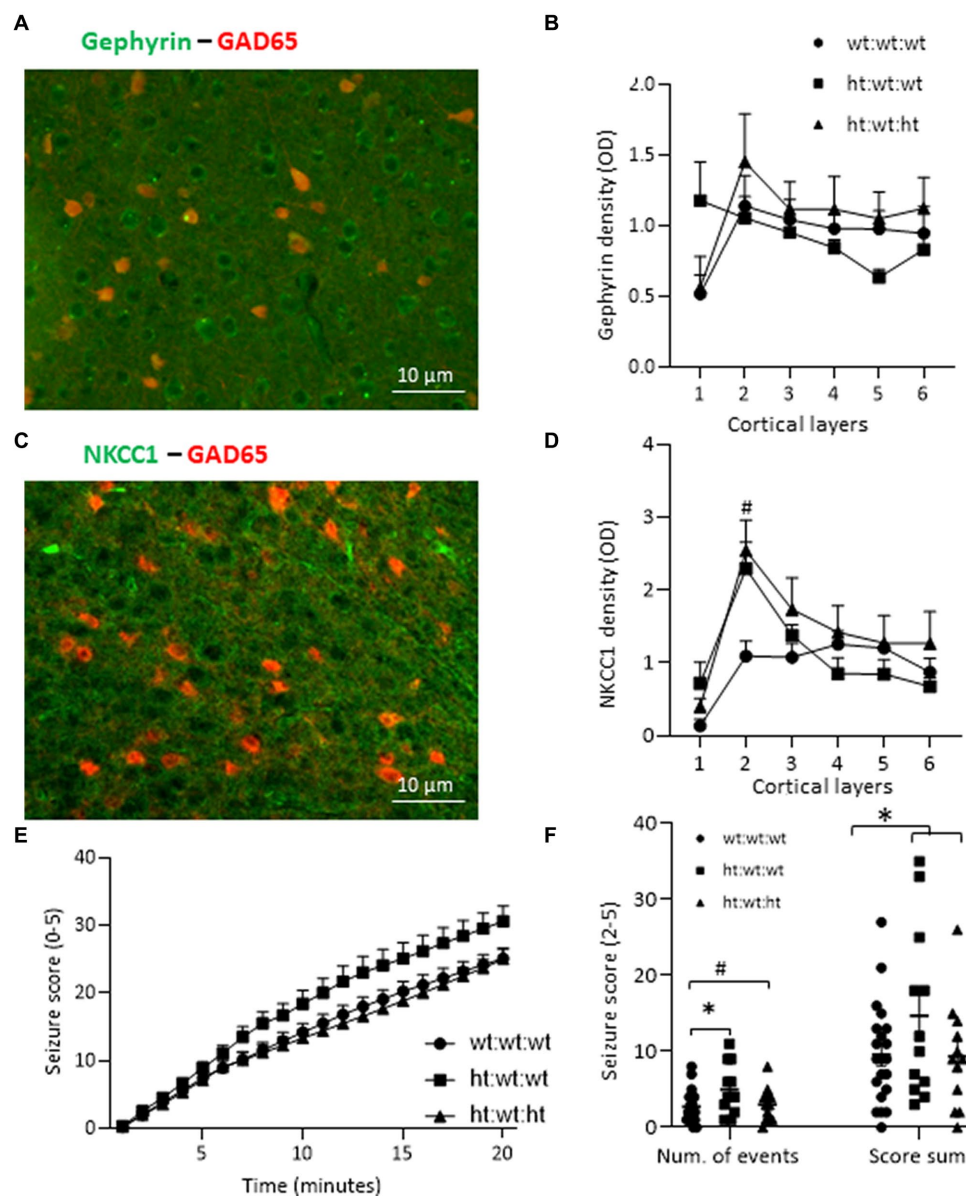 A
Gephyrin – GAD65
10 µm
B
wt:wt:wt
ht:wt:wt
ht:wt:ht
Gephyrin density (OD)
2.0
1.5
1.0
0.5
0.0
1 2 3 4 5 6
Cortical layers
C
NKCC1 – GAD65
10 µm
D
#
NKCC1 density (OD)
4
3
2
1
0
1 2 3 4 5 6
Cortical layers
E
Seizure score (0-5)
40
30
20
10
0
wt:wt:wt
ht:wt:wt
ht:wt:ht
5 10 15 20
Time (minutes)
F
wt:wt:wt
ht:wt:wt
ht:wt:ht
*
#
*
Seizure score (2-5)
40
30
20
10
0
Num. of events Score sum